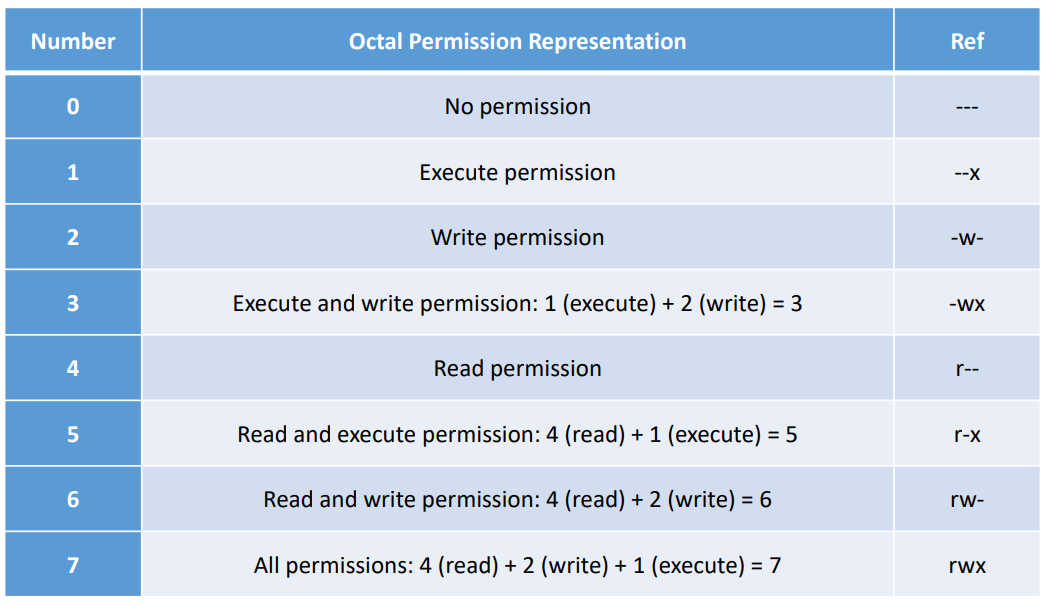 Number Octal Permission Representation Ref
0 No permission ---
1 Execute permission --x
2 Write permission -w-
3 Execute and write permission: 1 (execute) + 2 (write) = 3 -wx
4 Read permission r--
5 Read and execute permission: 4 (read) + 1 (execute) = 5 r-x
6 Read and write permission: 4 (read) + 2 (write) = 6 rw-
7 All permissions: 4 (read) + 2 (write) + 1 (execute) = 7 rwx